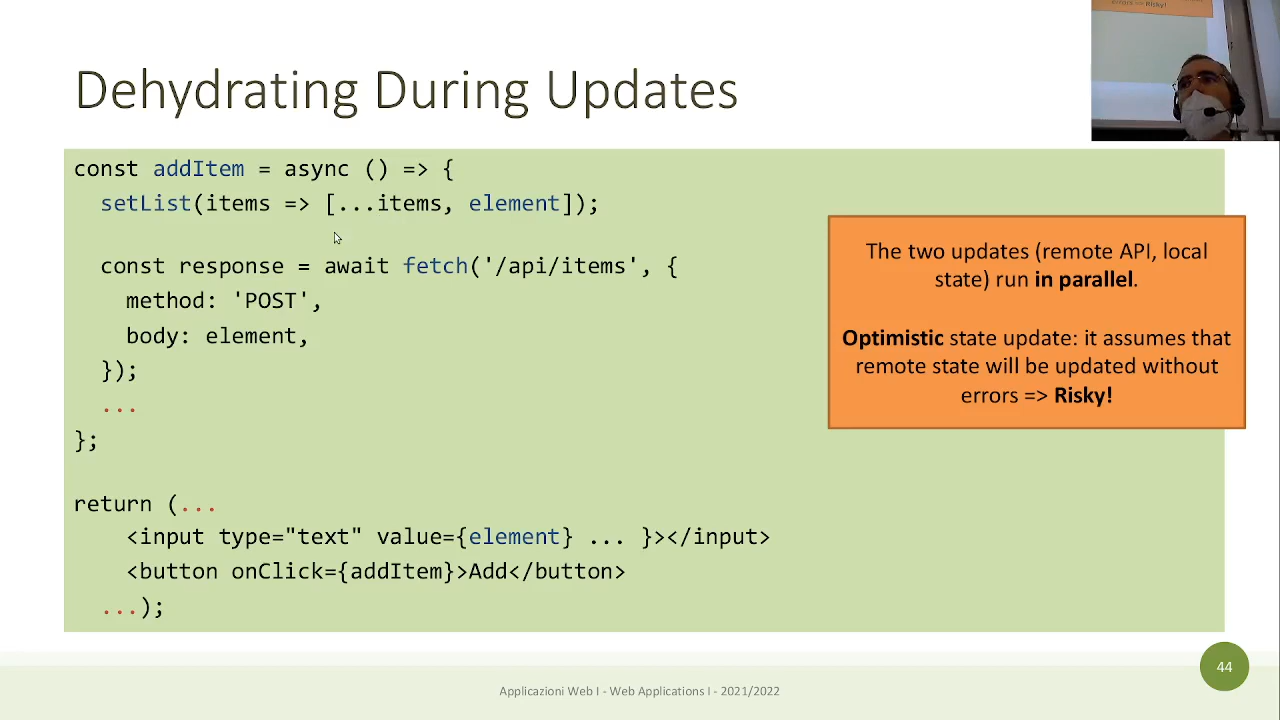 errors => Risky!
Dehydrating During Updates
const addItem = async () => {
setList(items => [...items, element]);
const response = await fetch('/api/items', {
method: 'POST',
body: element,
});
...
};
return (...
<input type="text" value={element} ... }></input>
<button onClick={addItem}>Add</button>
...);
The two updates (remote API, local
state) run in parallel.
Optimistic state update: it assumes that
remote state will be updated without
errors => Risky!
44
Applicazioni Web I - Web Applications I - 2021/2022